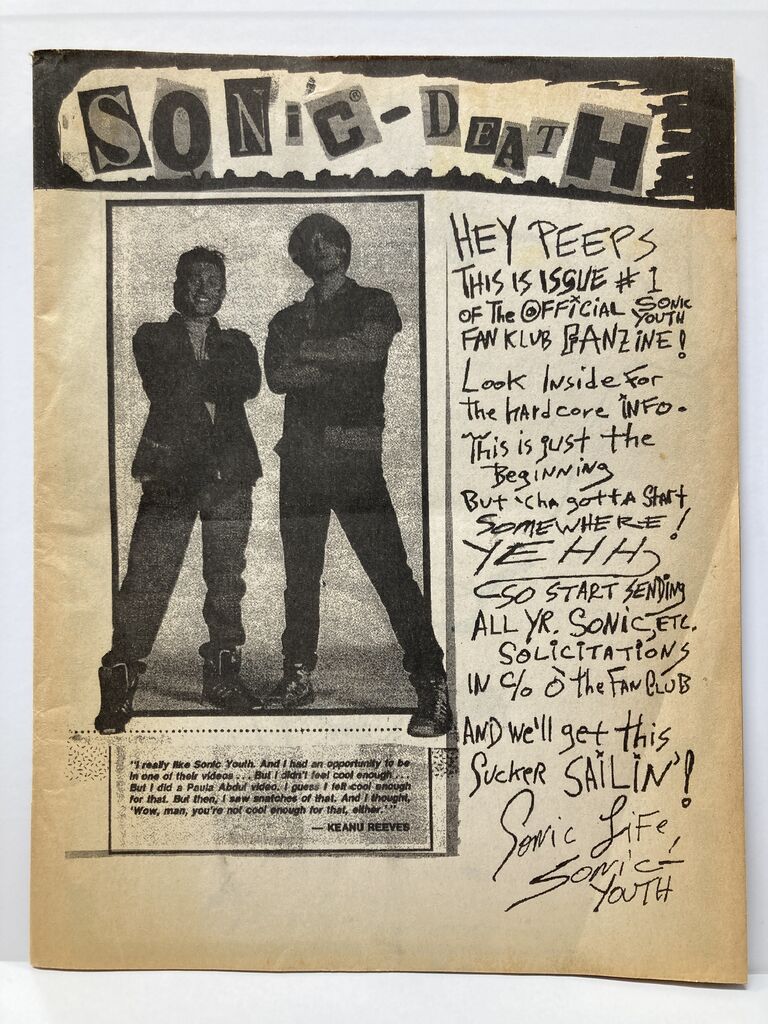 SONiC®-DEATH
HEY PEEPS
THIS IS ISSUE # 1
OF The OFFICIAL SONIC YOUTH
FAN KLUB FANZINE!
Look Inside For
the hardcore INFO.
This is just the
Beginning
But 'cha gotta Start
SOMEWHERE!
YEHH,
SO START SENDiNg
ALL YR. SONIC, ETC.
SOLICITATIONS
IN C/O O the FAN CLUB
AND we'll get this
Sucker SAILIN'!
Sonic LiFe,
SONiC-
YOUTH
"I really like Sonic Youth. And I had an opportunity to be
in one of their videos . . . But I didn't feel cool enough . . .
But I did a Paula Abdul video. I guess I felt cool enough
for that. But then, I saw snatches of that. And I thought,
'Wow, man, you're not cool enough for that, either.' "
— KEANU REEVES